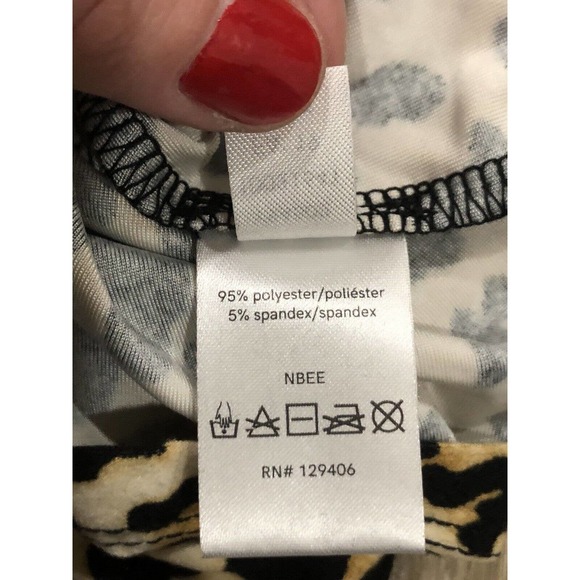 95% polyester/poliéster
5% spandex/spandex
NBEE
RN# 129406